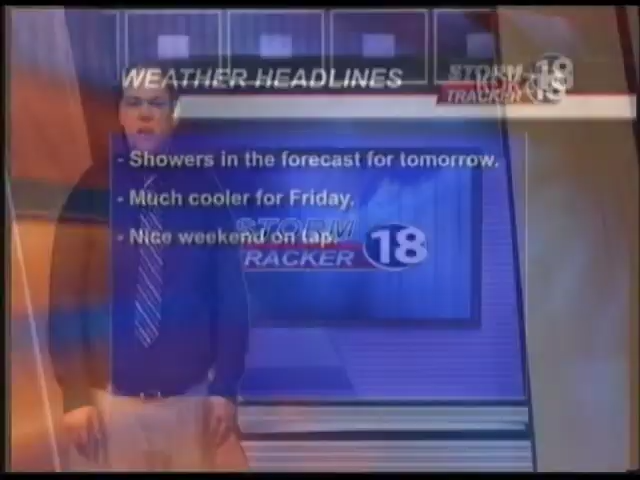 WEATHER HEADLINES
STORM 18
TRACKER 18
- Showers in the forecast for tomorrow.
- Much cooler for Friday.
- Nice weekend on tap.
STORM
TRACKER 18